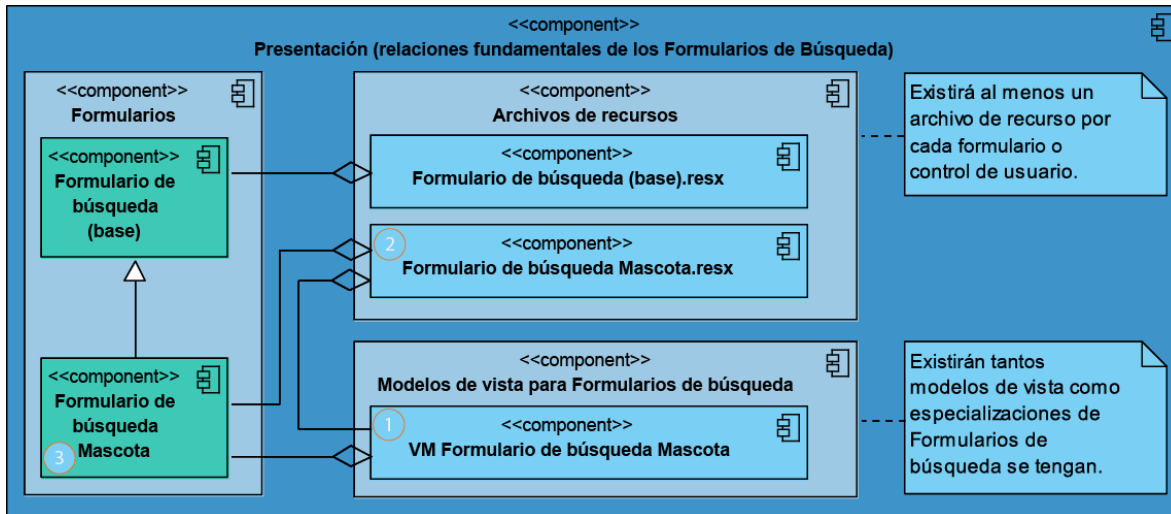 <<component>>
Presentación (relaciones fundamentales de los Formularios de Búsqueda)
<<component>>
Formularios
<<component>>
Formulario de
búsqueda
(base)
<<component>>
Formulario de
búsqueda
Mascota
3
<<component>>
Archivos de recursos
<<component>>
Formulario de búsqueda (base).resx
2
<<component>>
Formulario de búsqueda Mascota.resx
<<component>>
Modelos de vista para Formularios de búsqueda
1
<<component>>
VM Formulario de búsqueda Mascota
Existirá al menos un
archivo de recurso por
cada formulario o
control de usuario.
Existirán tantos
modelos de vista como
especializaciones de
Formularios de
búsqueda se tengan.